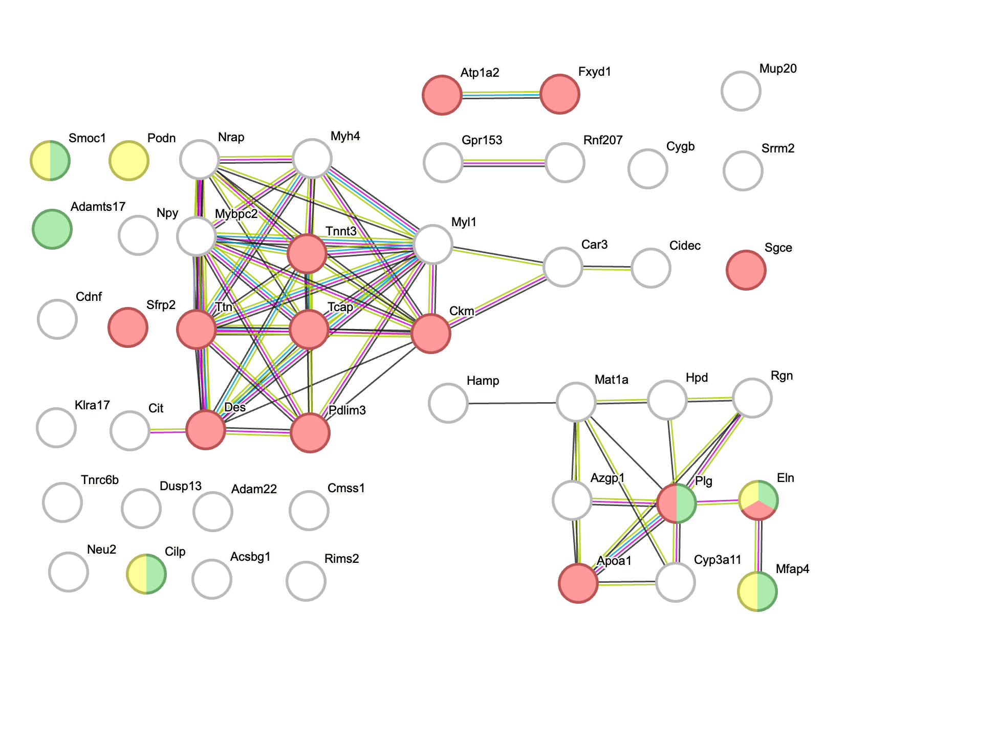 Mup20
Atp1a2
Fxyd1
Smoc1
Podn
Nrap
Myh4
Gpr153
Rnf207
Cygb
Srrm2
Adamts17
Npy
Mybpc2
Tnnt3
Myl1
Car3
Cidec
Sgce
Cdnf
Sfrp2
Ttn
Tcap
Ckm
Hamp
Mat1a
Hpd
Rgn
Klra17
Cit
Des
Pdlim3
Tnrc6b
Dusp13
Adam22
Cmss1
Azgp1
Plg
Eln
Neu2
Cilp
Acsbg1
Rims2
Apoa1
Cyp3a11
Mfap4